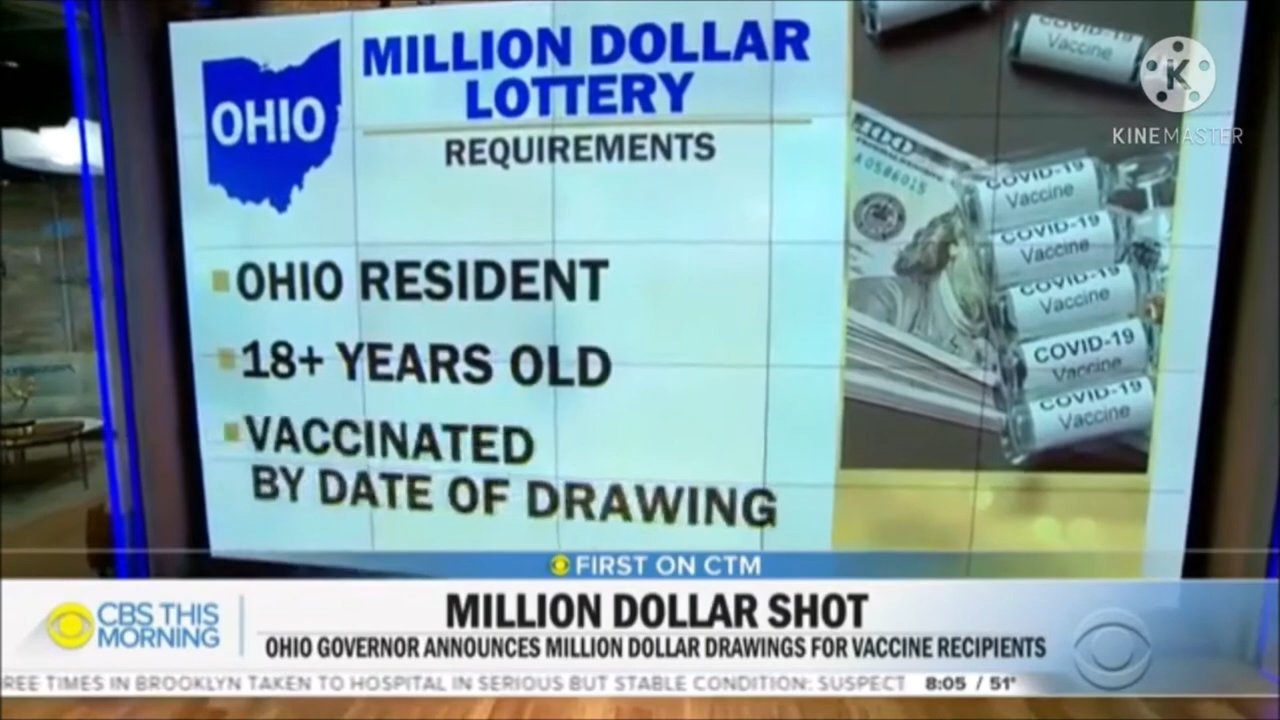 OHIO
MILLION DOLLAR
LOTTERY
REQUIREMENTS
OHIO RESIDENT
18+ YEARS OLD
VACCINATED
BY DATE OF DRAWING
COVID-19
Vaccine
K
KINEMASTER
100
A0586015
COVID-19
Vaccine
COVID-19
Vaccine
COVID-19
Vaccine
COVID-19
Vaccine
COVID-19
Vaccine
FIRST ON CTM
CBS THIS
MORNING
MILLION DOLLAR SHOT
OHIO GOVERNOR ANNOUNCES MILLION DOLLAR DRAWINGS FOR VACCINE RECIPIENTS
REE TIMES IN BROOKLYN TAKEN TO HOSPITAL IN SERIOUS BUT STABLE CONDITION: SUSPECT 8:05 / 51°